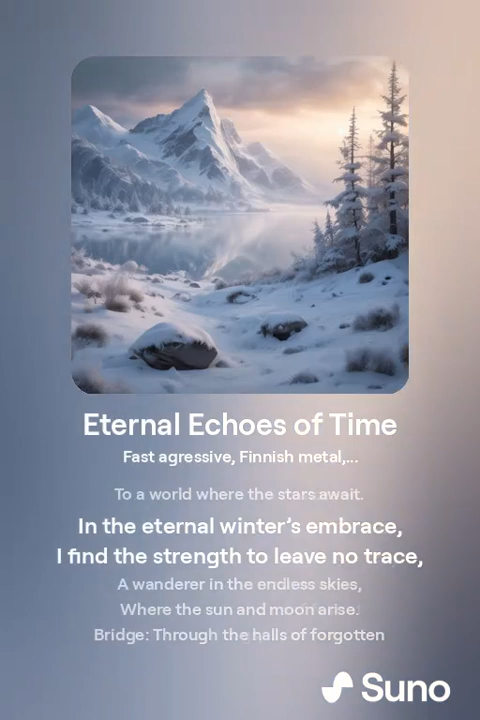 Eternal Echoes of Time
Fast agressive, Finnish metal,...
To a world where the stars await.
In the eternal winter's embrace,
I find the strength to leave no trace,
A wanderer in the endless skies,
Where the sun and moon arise.
Bridge: Through the halls of forgotten
Suno